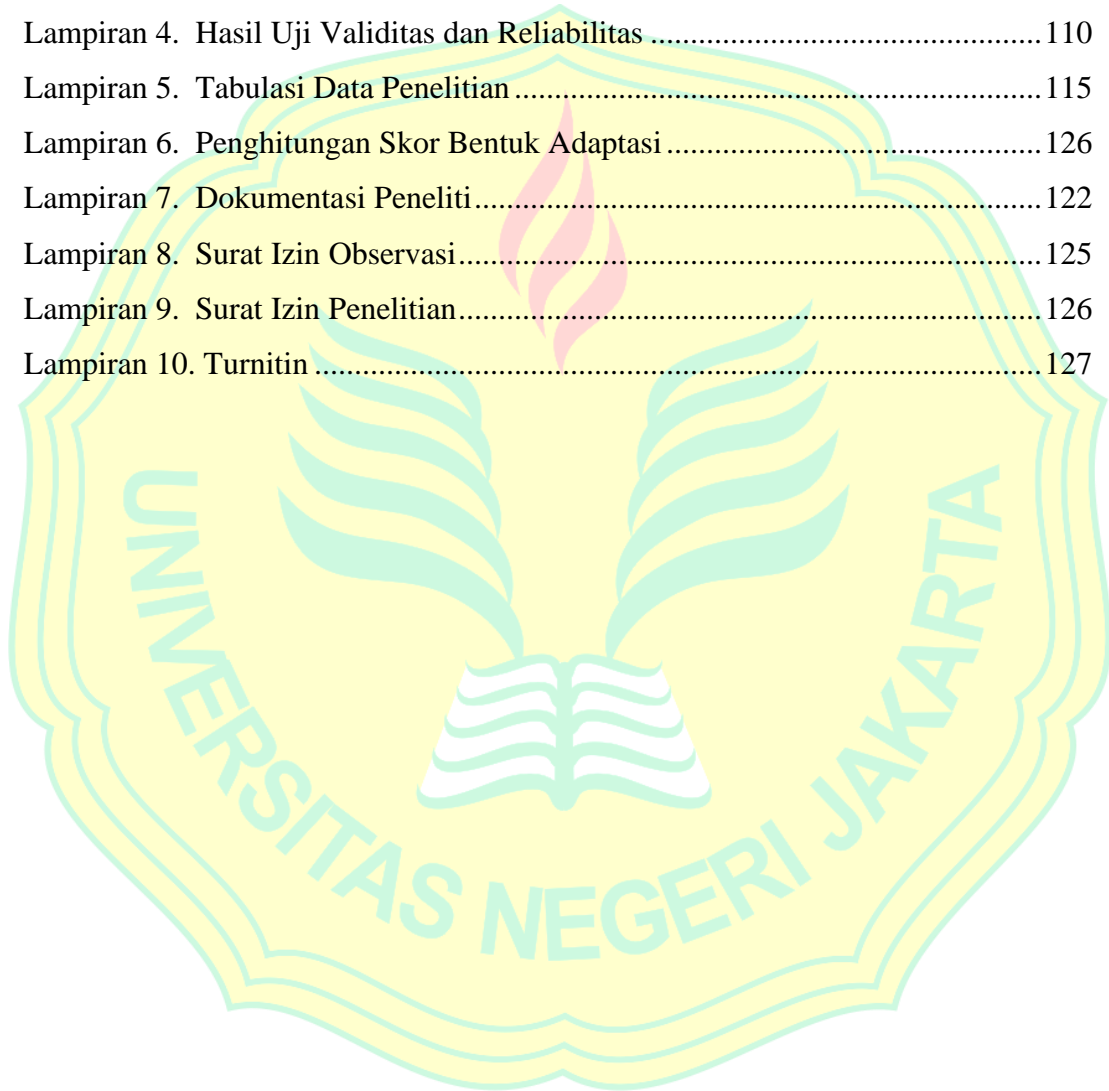 Lampiran 4. Hasil Uji Validitas dan Reliabilitas ..................................................110
Lampiran 5. Tabulasi Data Penelitian ...................................................................115
Lampiran 6. Penghitungan Skor Bentuk Adaptasi ................................................126
Lampiran 7. Dokumentasi Peneliti ........................................................................122
Lampiran 8. Surat Izin Observasi ..........................................................................125
Lampiran 9. Surat Izin Penelitian ..........................................................................126
Lampiran 10. Turnitin ............................................................................................127
UNIVERSITAS NEGERI JAKARTA